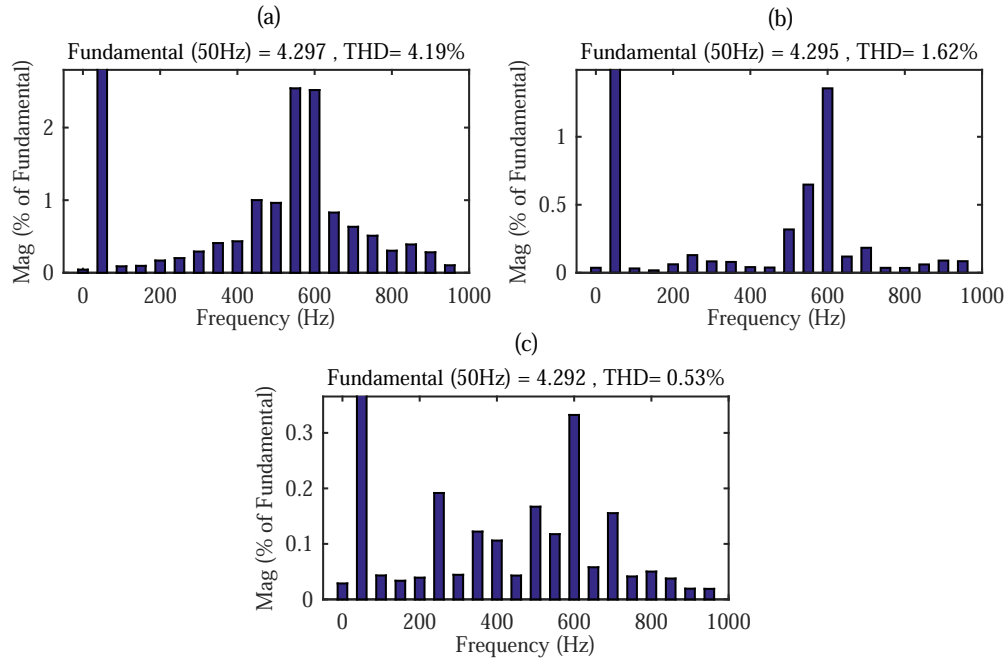 (a)
Fundamental (50Hz) = 4.297 , THD= 4.19%
Mag (% of Fundamental)
2
1
0
0 200 400 600 800 1000
Frequency (Hz)
(b)
Fundamental (50Hz) = 4.295 , THD= 1.62%
Mag (% of Fundamental)
1
0.5
0
0 200 400 600 800 1000
Frequency (Hz)
(c)
Fundamental (50Hz) = 4.292 , THD= 0.53%
Mag (% of Fundamental)
0.3
0.2
0.1
0
0 200 400 600 800 1000
Frequency (Hz)